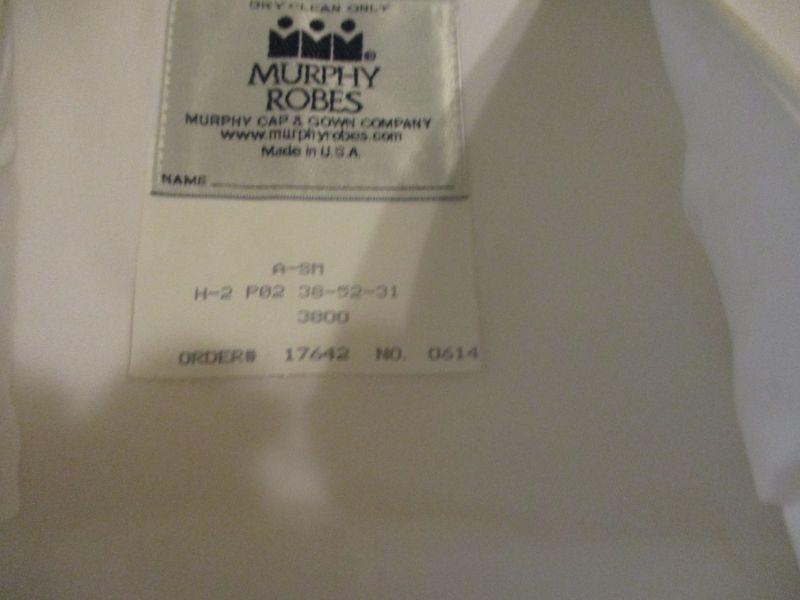 DRY CLEAN ONLY
MURPHY
ROBES
MURPHY CAP & GOWN COMPANY
www.murphyrobes.com
Made in U.S.A.
NAME
A-SM
H-2 P02 38-52-31
3800
ORDER# 17642 NO. 0614